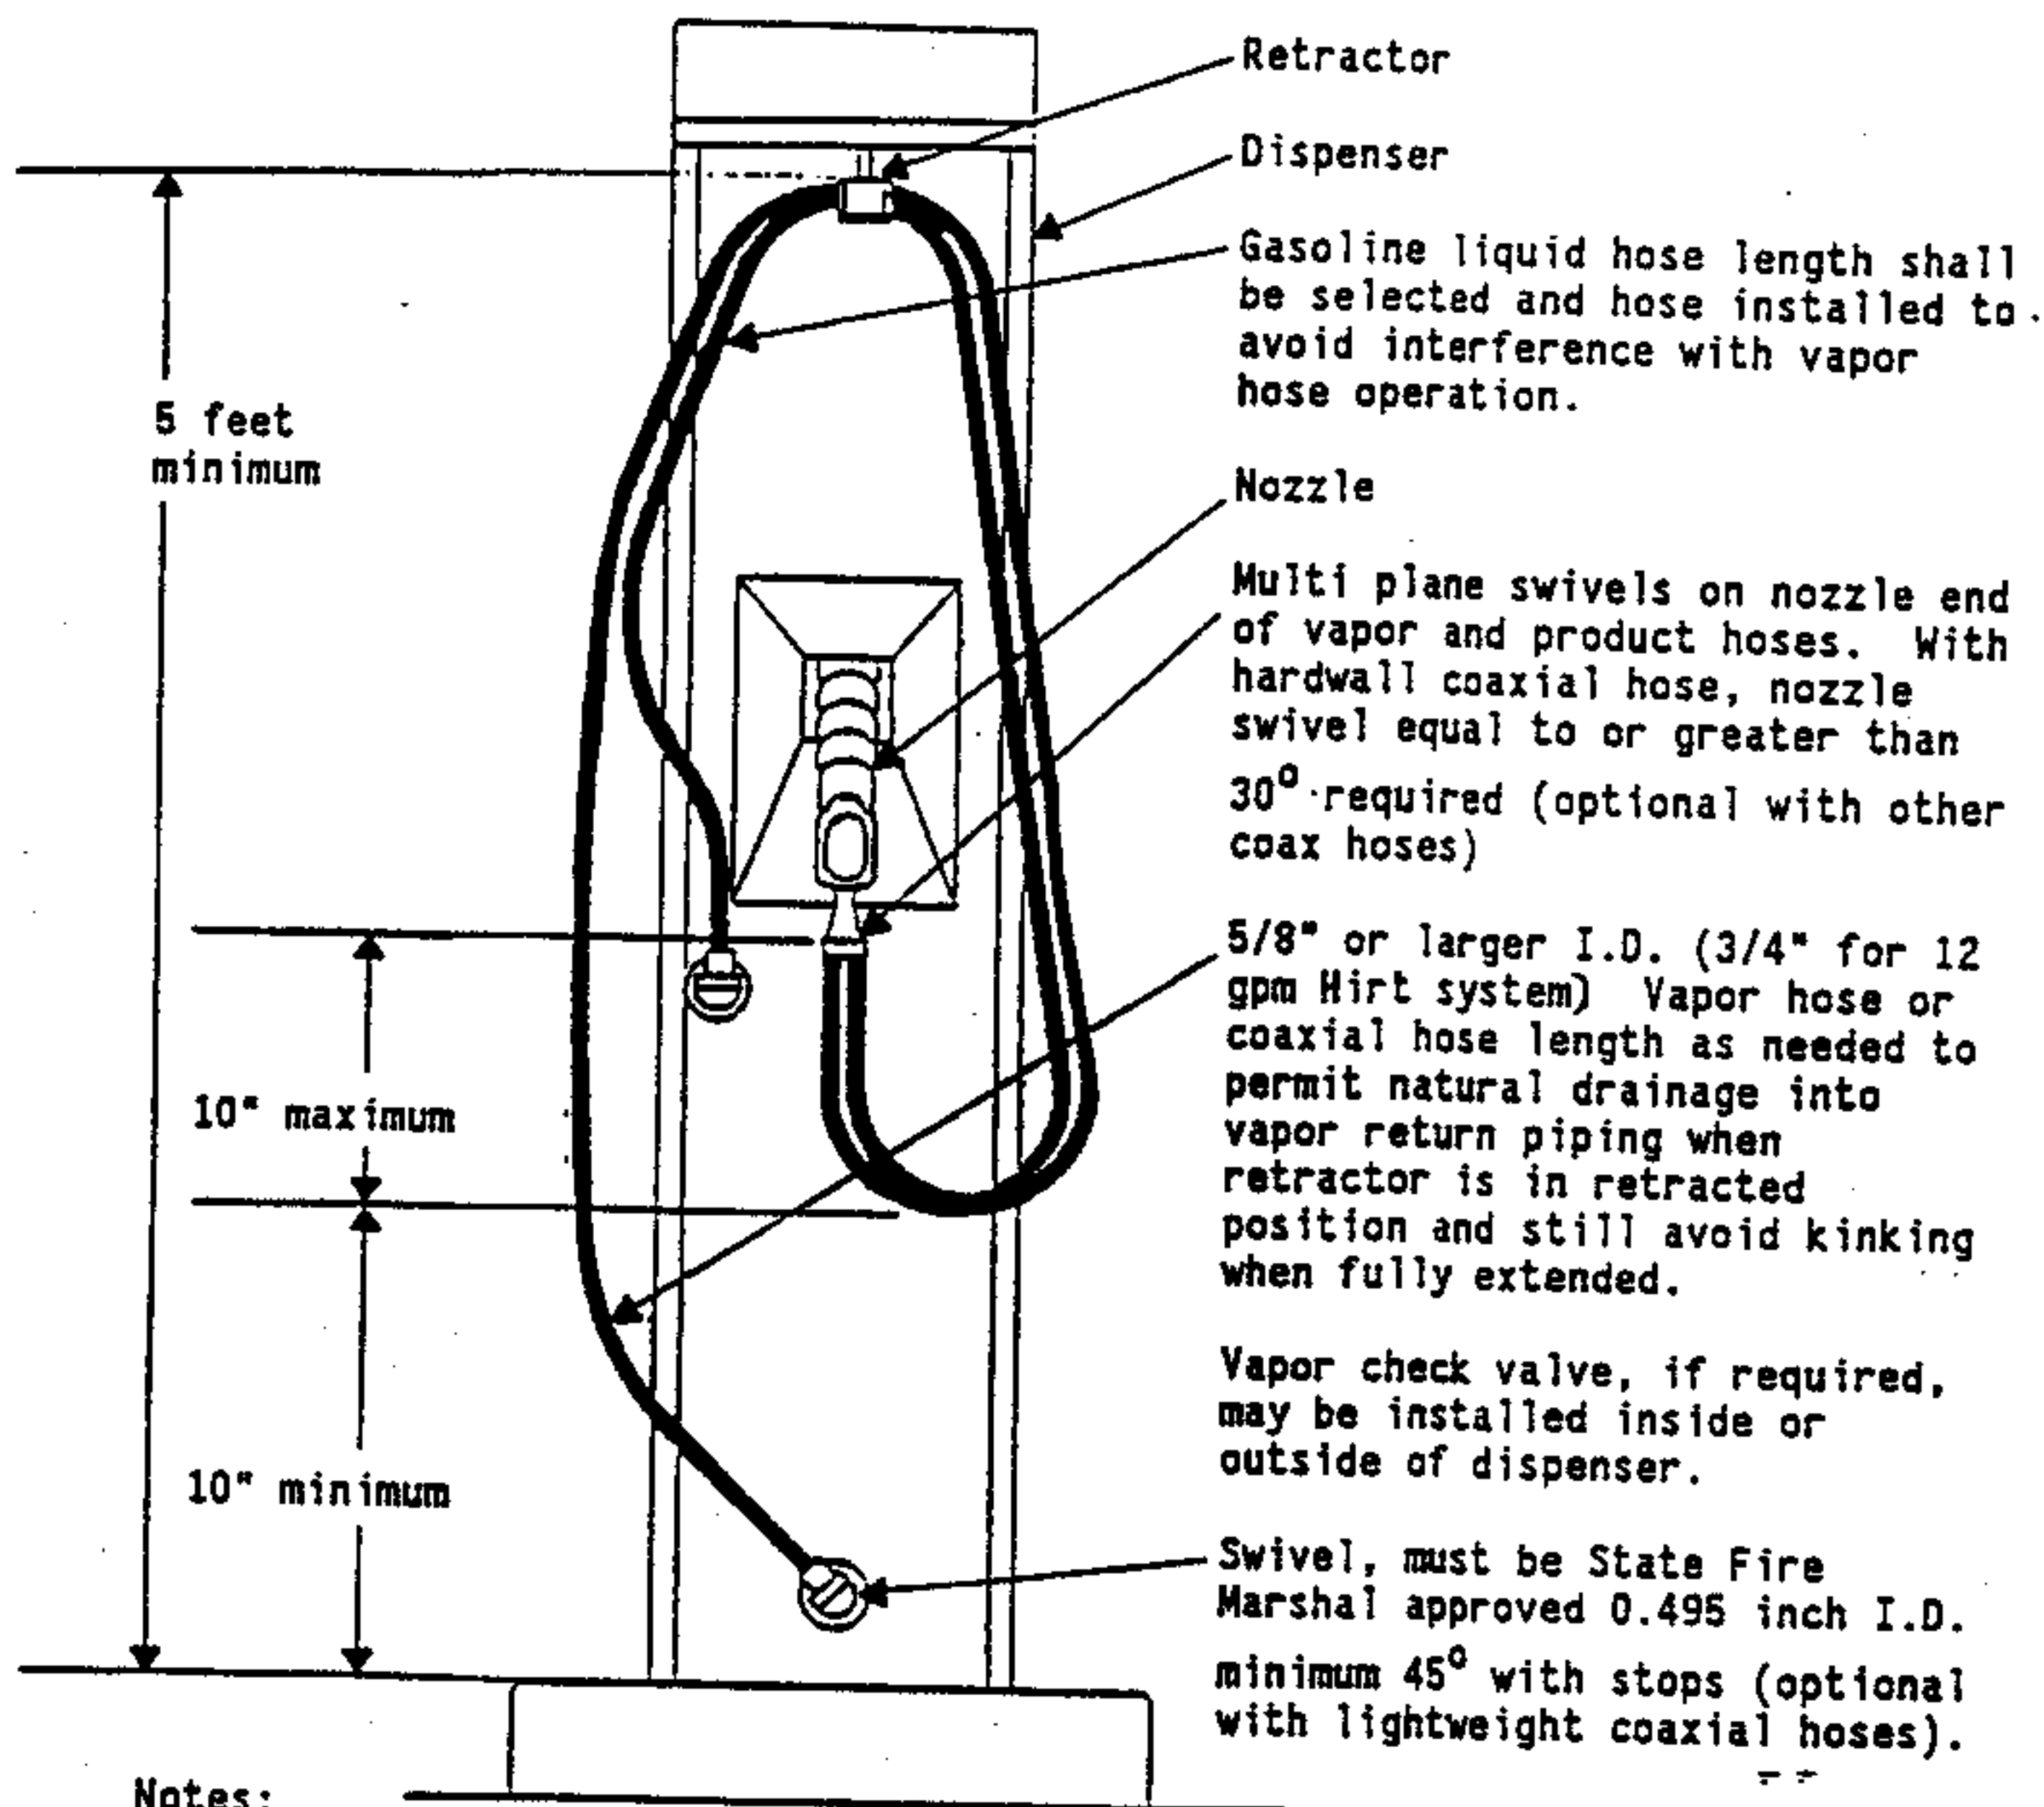 Retractor
Dispenser
Gasoline liquid hose length shall
be selected and hose installed to
avoid interference with vapor
hose operation.
5 feet
minimum
Nozzle
Multi plane swivels on nozzle end
of vapor and product hoses. With
hardwall coaxial hose, nozzle
swivel equal to or greater than
30° required (optional with other
coax hoses)
5/8" or larger I.D. (3/4" for 12
gpm Hirt system) Vapor hose or
coaxial hose length as needed to
permit natural drainage into
vapor return piping when
retractor is in retracted
position and still avoid kinking
when fully extended.
10" maximum
Vapor check valve, if required,
may be installed inside or
outside of dispenser.
10" minimum
Swivel, must be State Fire
Marshal approved 0.495 inch I.D.
minimum 45° with stops (optional
with lightweight coaxial hoses).
Notes: